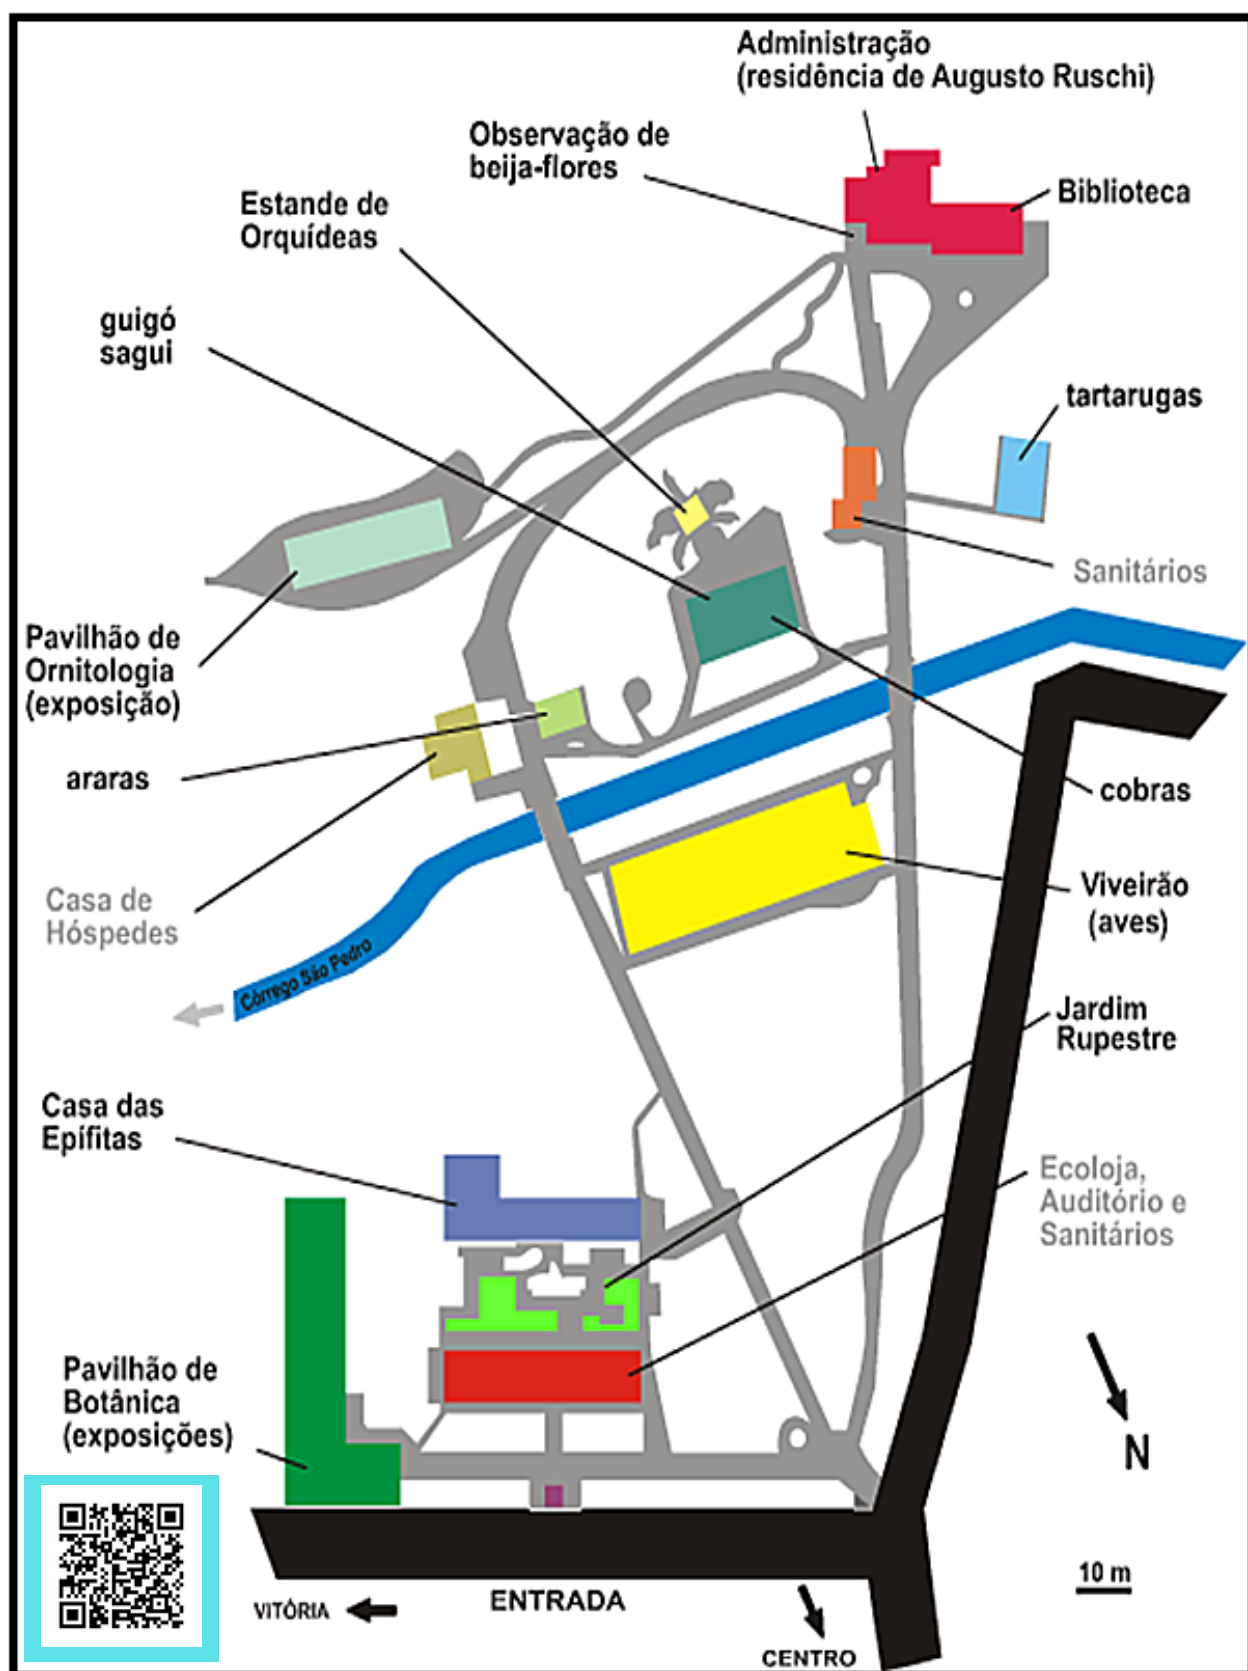 Administração
(residência de Augusto Ruschi)
Observação de
beija-flores
Biblioteca
Estande de
Orquídeas
guigó
sagui
tartarugas
Sanitários
Pavilhão de
Ornitologia
(exposição)
araras
cobras
Casa de
Hóspedes
Viveirão
(aves)
Córrego São Pedro
Jardim
Rupestre
Casa das
Epífitas
Ecoloja,
Auditório e
Sanitários
Pavilhão de
Botânica
(exposições)
N
10 m
ENTRADA
VITÓRIA
CENTRO